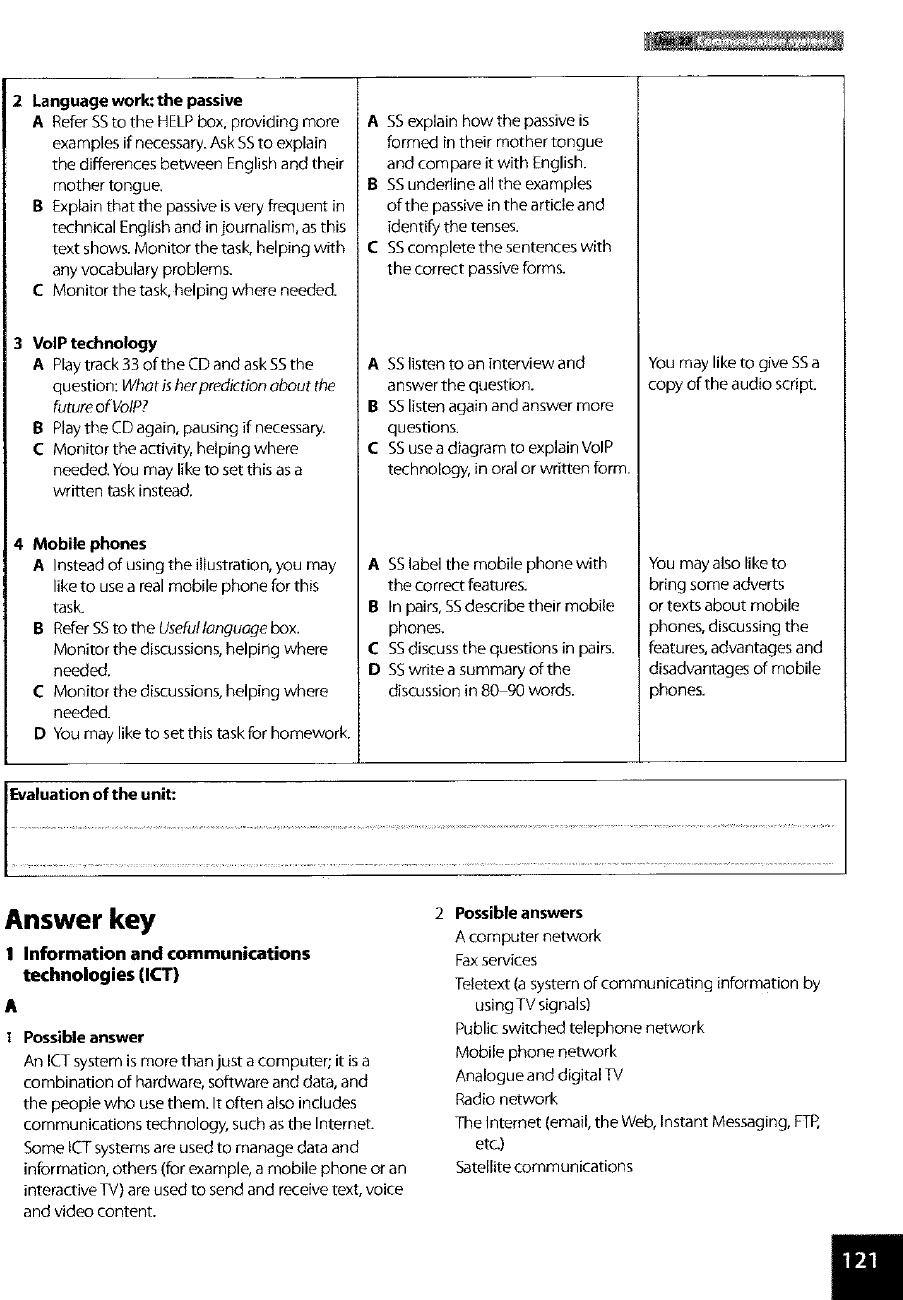 2 Language work: the passive
A Refer SS to the HELP box, providing more
examples if necessary. Ask SS to explain
the differences between English and their
mother tongue.
B Explain that the passive is very frequent in
technical English and in journalism, as this
text shows. Monitor the task, helping with
any vocabulary problems.
C Monitor the task, helping where needed.
A SS explain how the passive is
formed in their mother tongue
and compare it with English.
B SS underline all the examples
of the passive in the article and
identify the tenses.
C SS complete the sentences with
the correct passive forms.
3 VoIP technology
A Play track 33 of the CD and ask SS the
question: What is her prediction about the
future of VoIP?
B Play the CD again, pausing if necessary.
C Monitor the activity, helping where
needed. You may like to set this as a
written task instead.
A SS listen to an interview and
answer the question.
B SS listen again and answer more
questions.
C SS use a diagram to explain VoIP
technology, in oral or written form.
You may like to give SS a
copy of the audio script.
4 Mobile phones
A Instead of using the illustration, you may
like to use a real mobile phone for this
task.
B Refer SS to the Useful language box.
Monitor the discussions, helping where
needed.
C Monitor the discussions, helping where
needed.
D You may like to set this task for homework.
A SS label the mobile phone with
the correct features.
B In pairs, SS describe their mobile
phones.
C SS discuss the questions in pairs.
D SS write a summary of the
discussion in 80–90 words.
You may also like to
bring some adverts
or texts about mobile
phones, discussing the
features, advantages and
disadvantages of mobile
phones.
Evaluation of the unit:
Answer key
1 Information and communications
technologies (ICT)
A
1 Possible answer
An ICT system is more than just a computer; it is a
combination of hardware, software and data, and
the people who use them. It often also includes
communications technology, such as the Internet.
Some ICT systems are used to manage data and
information, others (for example, a mobile phone or an
interactive TV) are used to send and receive text, voice
and video content.
2 Possible answers
A computer network
Fax services
Teletext (a system of communicating information by
using TV signals)
Public switched telephone network
Mobile phone network
Analogue and digital TV
Radio network
The Internet (email, the Web, Instant Messaging, FTP,
etc.)
Satellite communications
121